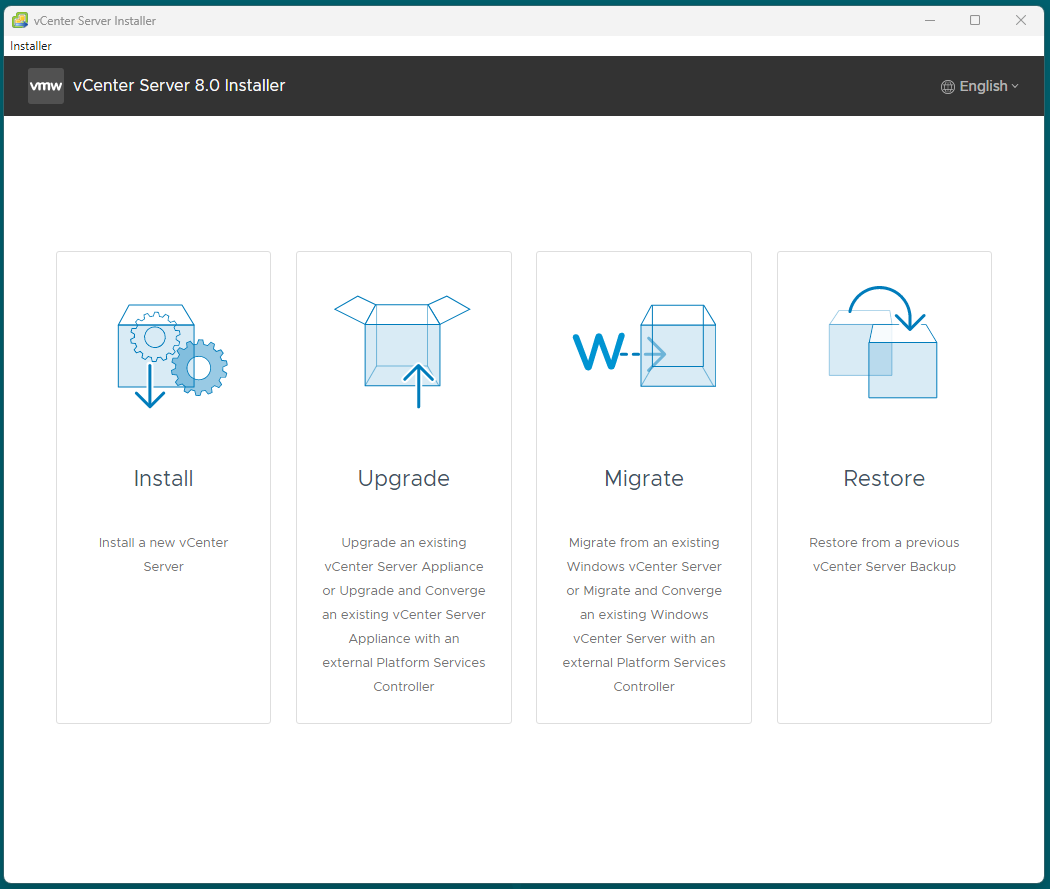 vCenter Server Installer
Installer
vmw
vCenter Server 8.0 Installer
English
W
Install
Install a new vCenter
Server
Upgrade
Upgrade an existing
vCenter Server Appliance
or Upgrade and Converge
an existing vCenter Server
Appliance with an
external Platform Services
Controller
Migrate
Migrate from an existing
Windows vCenter Server
or Migrate and Converge
an existing Windows
vCenter Server with an
external Platform Services
Controller
Restore
Restore from a previous
vCenter Server Backup